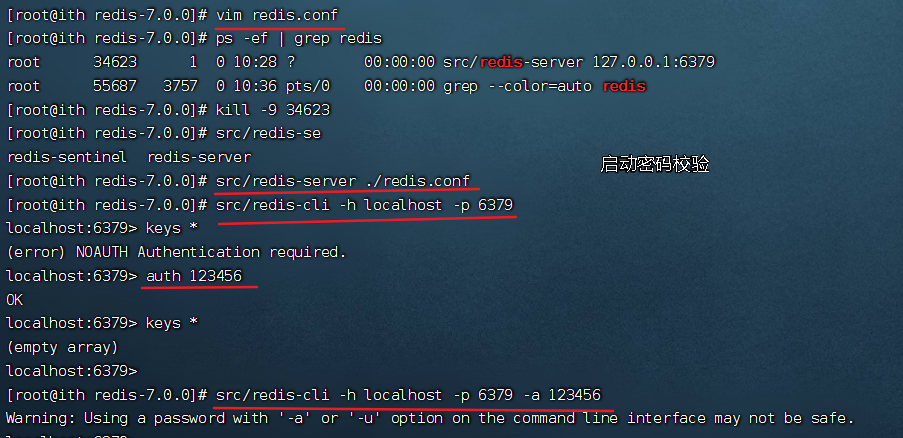 [root@ith redis-7.0.0]# vim redis.conf
[root@ith redis-7.0.0]# ps -ef | grep redis
root      34623      1  0 10:28 ?        00:00:00 src/redis-server 127.0.0.1:6379
root      55687   3757  0 10:36 pts/0    00:00:00 grep --color=auto redis
[root@ith redis-7.0.0]# kill -9 34623
[root@ith redis-7.0.0]# src/redis-se
redis-sentinel  redis-server
启动密码校验
[root@ith redis-7.0.0]# src/redis-server ./redis.conf
[root@ith redis-7.0.0]# src/redis-cli -h localhost -p 6379
localhost:6379> keys *
(error) NOAUTH Authentication required.
localhost:6379> auth 123456
OK
localhost:6379> keys *
(empty array)
localhost:6379>
[root@ith redis-7.0.0]# src/redis-cli -h localhost -p 6379 -a 123456
Warning: Using a password with '-a' or '-u' option on the command line interface may not be safe.